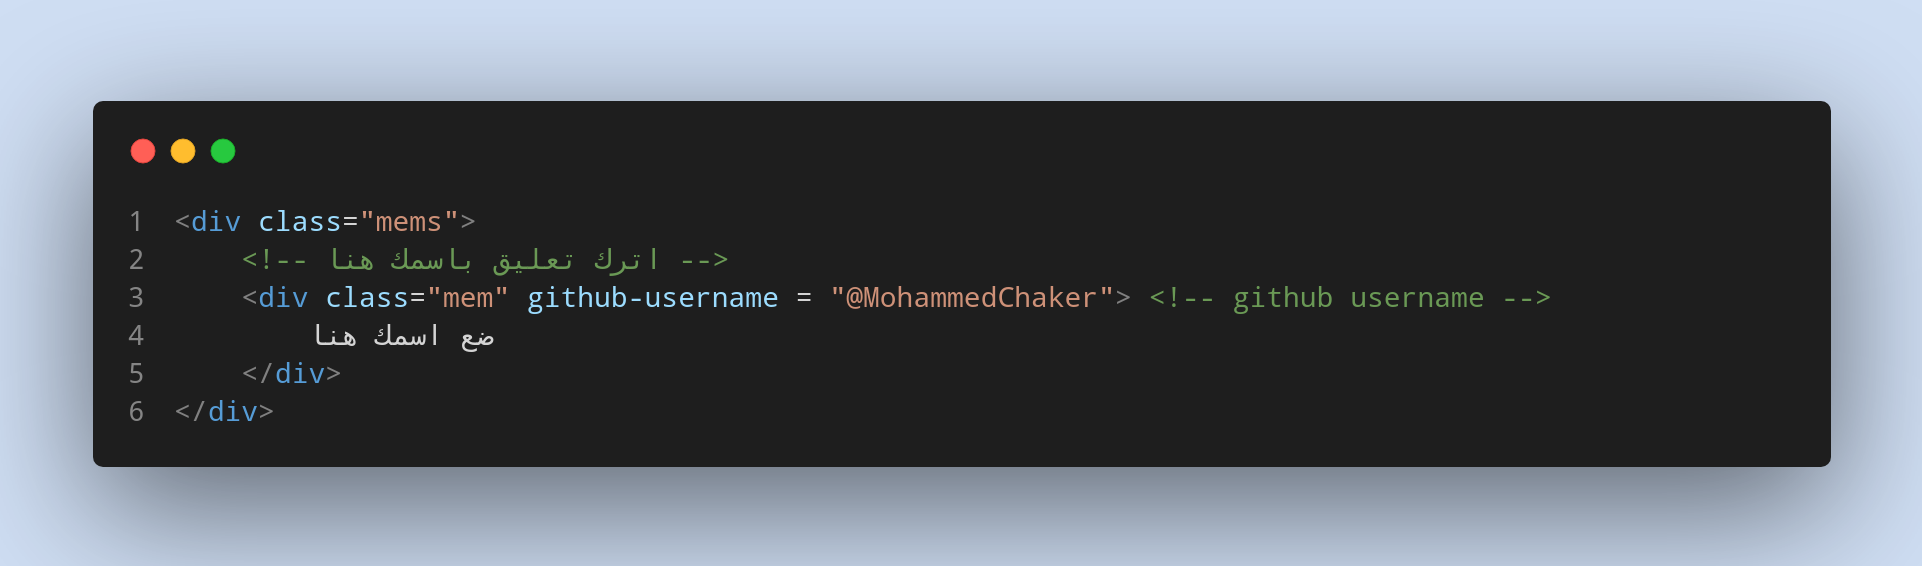 1 <div class="mems">
2     <!-- اترك تعليق باسمك هنا -->
3     <div class="mem" github-username = "@MohammedChaker"> <!-- github username -->
4         ضع اسمك هنا
5     </div>
6 </div>